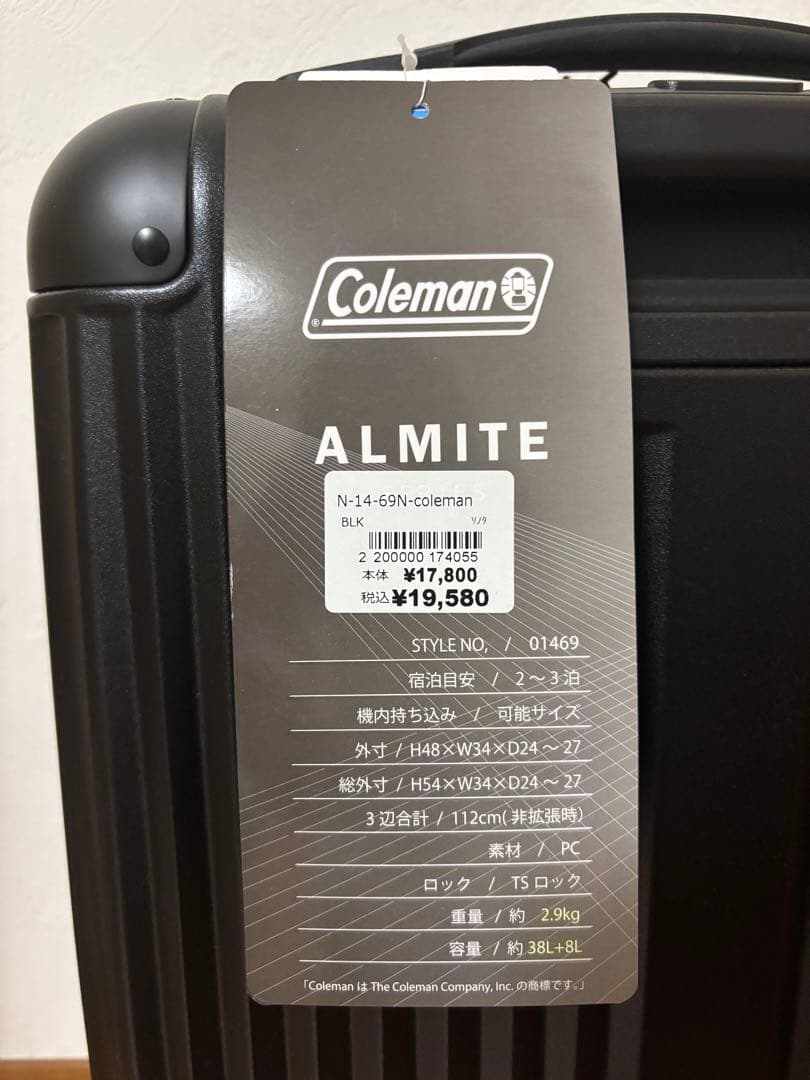 Coleman
®
ALMITE
N-14-69N-coleman
BLK ﾘﾉﾀ
2 200000 174055
本体 ¥17,800
税込 ¥19,580
STYLE NO, / 01469
宿泊目安 / 2～3泊
機内持ち込み / 可能サイズ
外寸 / H48×W34×D24～27
総外寸 / H54×W34×D24～27
3辺合計 / 112cm(非拡張時)
素材 / PC
ロック / TSロック
重量 / 約 2.9kg
容量 / 約38L+8L
「Coleman は The Coleman Company, Inc. の商標です。」